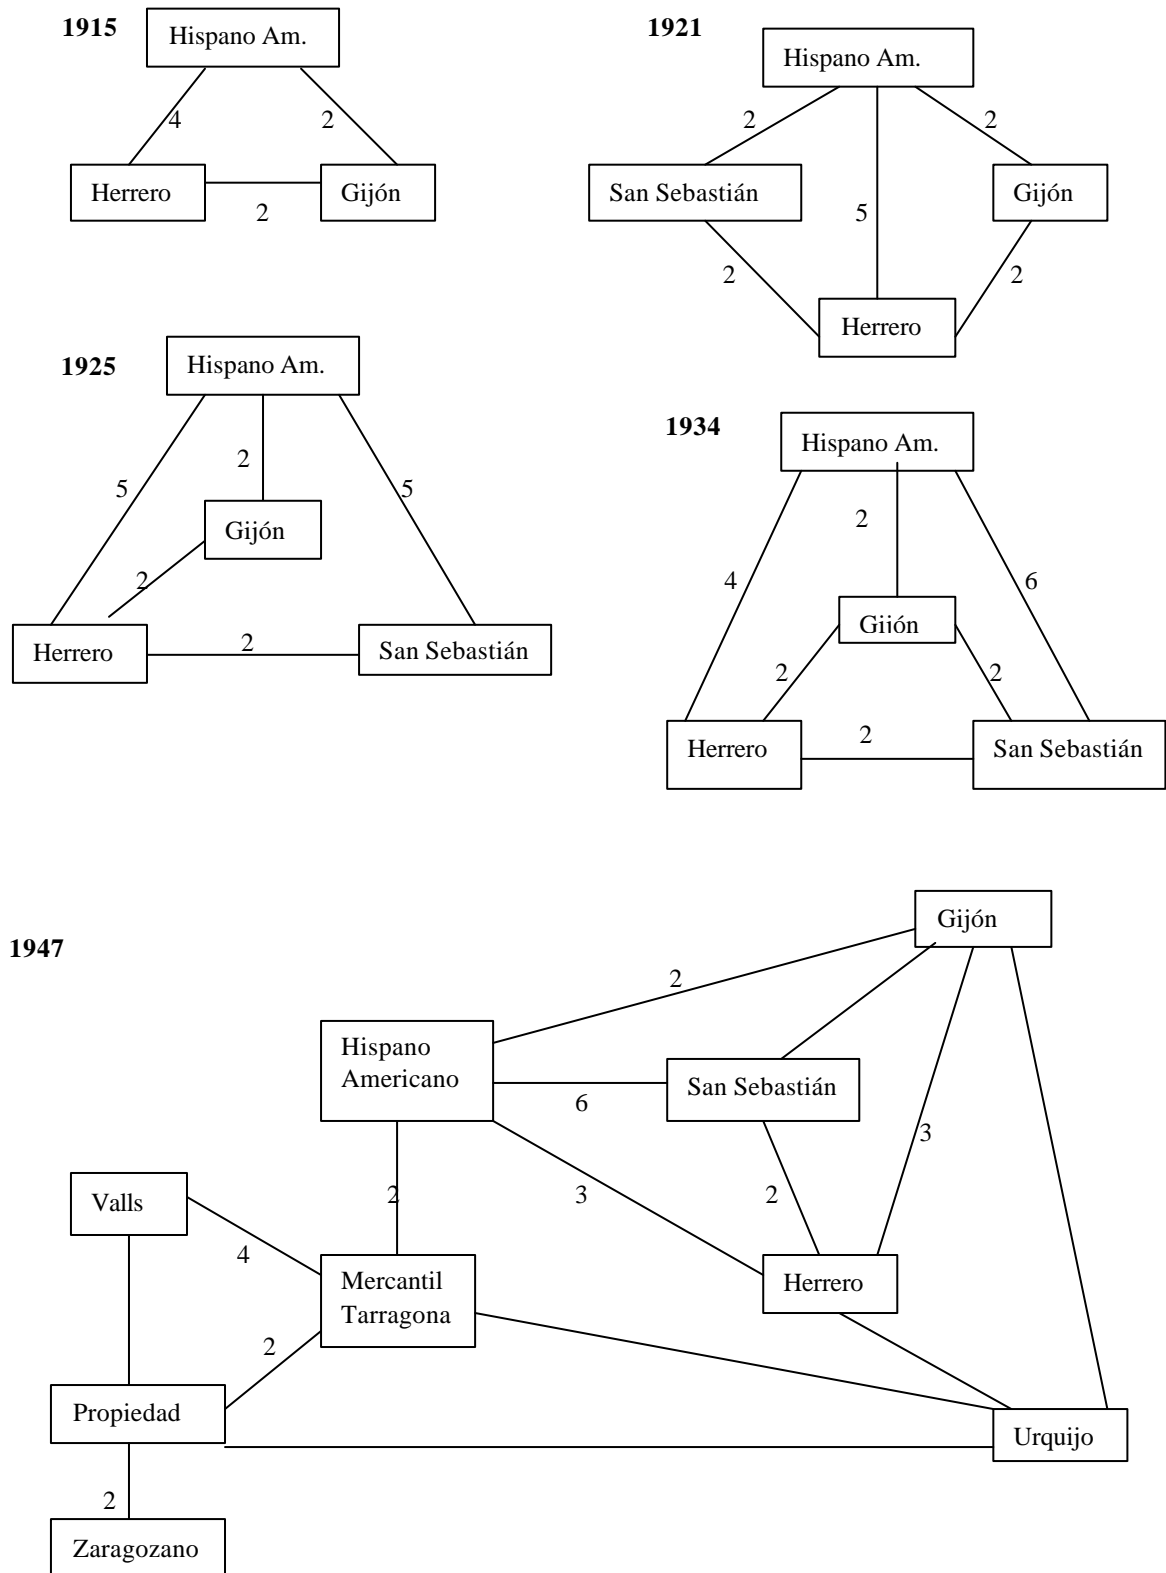 1915
Hispano Am.
4
2
Herrero
Gijón
2
1921
Hispano Am.
2
2
San Sebastián
Gijón
5
2
2
Herrero
1925
Hispano Am.
2
5
5
Gijón
2
Herrero
2
San Sebastián
1934
Hispano Am.
2
4
6
Gijón
2
2
Herrero
2
San Sebastián
1947
Gijón
2
Hispano
Americano
San Sebastián
6
3
2
3
2
Valls
4
Mercantil
Tarragona
Herrero
2
Propiedad
Urquijo
2
Zaragozano